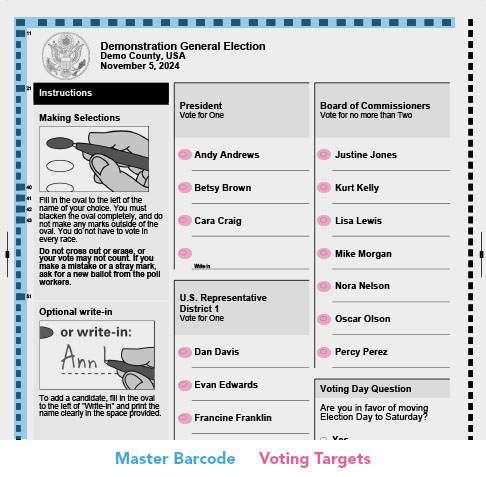 11
Demonstration General Election
Demo County, USA
November 5, 2024
21
Instructions
Making Selections
40
41
42
43
Fill in the oval to the left of the
name of your choice. You must
blacken the oval completely, and do
not make any marks outside of the
oval. You do not have to vote in
every race.
Do not cross out or erase, or
your vote may not count. If you
make a mistake or a stray mark,
ask for a new ballot from the poll
workers.
51
Optional write-in
or write-in:
Ann
To add a candidate, fill in the oval
to the left of "Write-in" and print the
name clearly in the space provided.
President
Vote for One
Andy Andrews
Betsy Brown
Cara Craig
Write-in
U.S. Representative
District 1
Vote for One
Dan Davis
Evan Edwards
Francine Franklin
Board of Commissioners
Vote for no more than Two
Justine Jones
Kurt Kelly
Lisa Lewis
Mike Morgan
Nora Nelson
Oscar Olson
Percy Perez
Voting Day Question
Are you in favor of moving
Election Day to Saturday?
Yes
Master Barcode Voting Targets